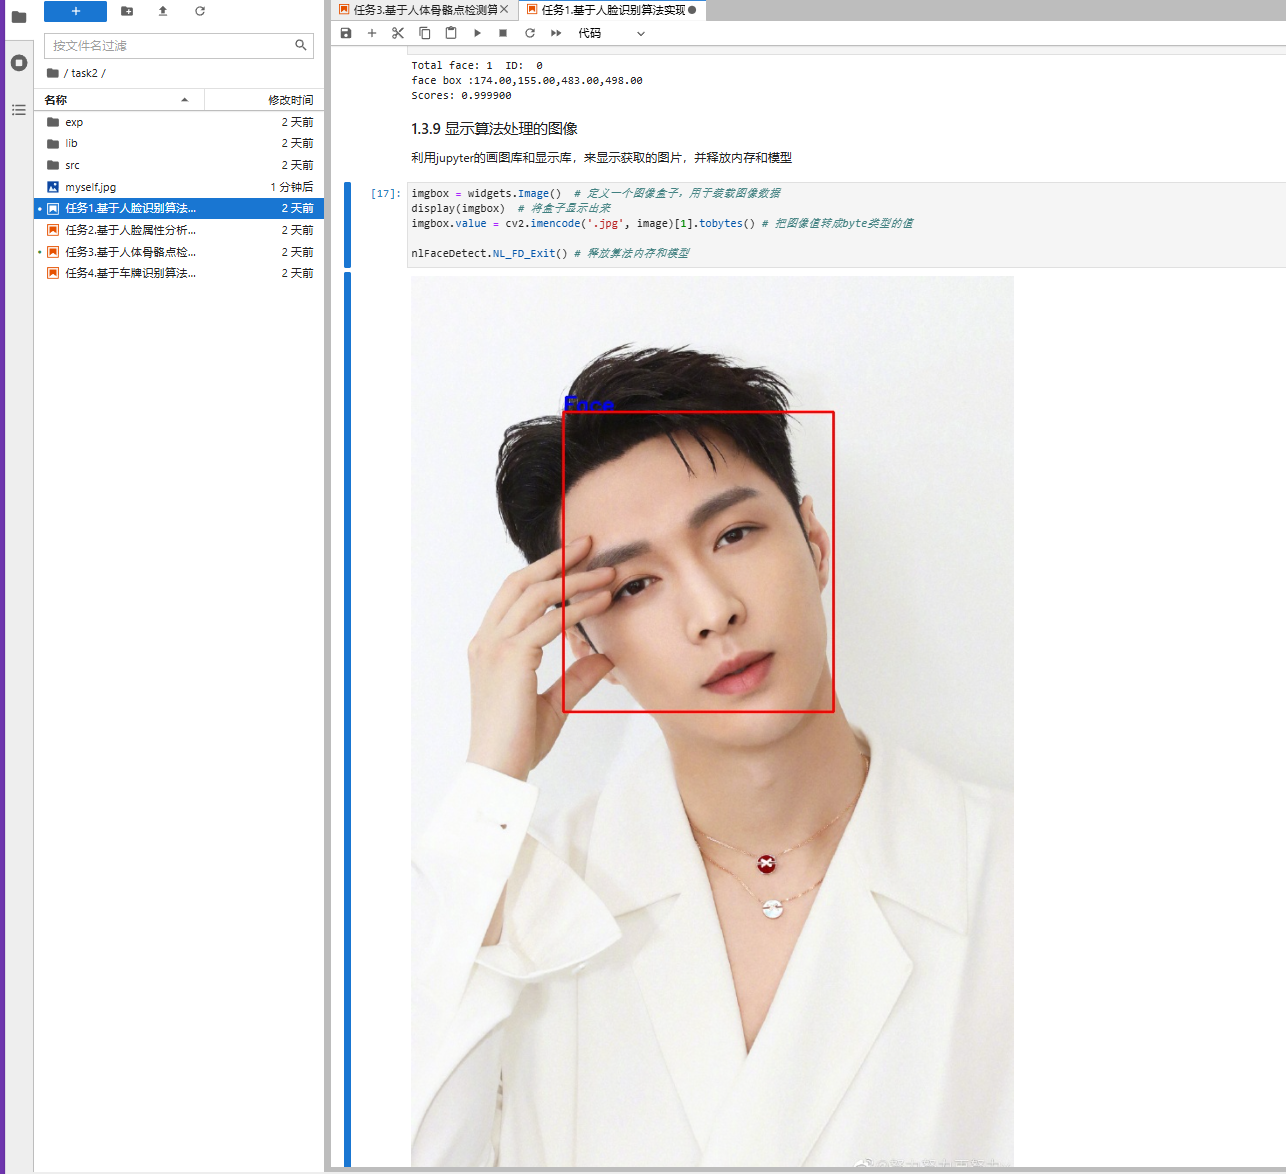 任务3.基于人体骨骼点检测算
任务1.基于人脸识别算法实现
代码
按文件名过滤
/ task2 /
名称
修改时间
exp
2 天前
lib
2 天前
src
2 天前
myself.jpg
1 分钟后
任务1.基于人脸识别算法...
2 天前
任务2.基于人脸属性分析...
2 天前
任务3.基于人体骨骼点检...
2 天前
任务4.基于车牌识别算法...
2 天前
Total face: 1 ID: 0
face box :174.00,155.00,483.00,498.00
Scores: 0.999900
1.3.9 显示算法处理的图像
利用jupyter的画图库和显示库，来显示获取的图片，并释放内存和模型
[17]:
imgbox = widgets.Image() # 定义一个图像盒子，用于装载图像数据
display(imgbox) # 将盒子显示出来
imgbox.value = cv2.imencode('.jpg', image)[1].tobytes() # 把图像值转成byte类型的值
nlFaceDetect.NL_FD_Exit() # 释放算法内存和模型
Face